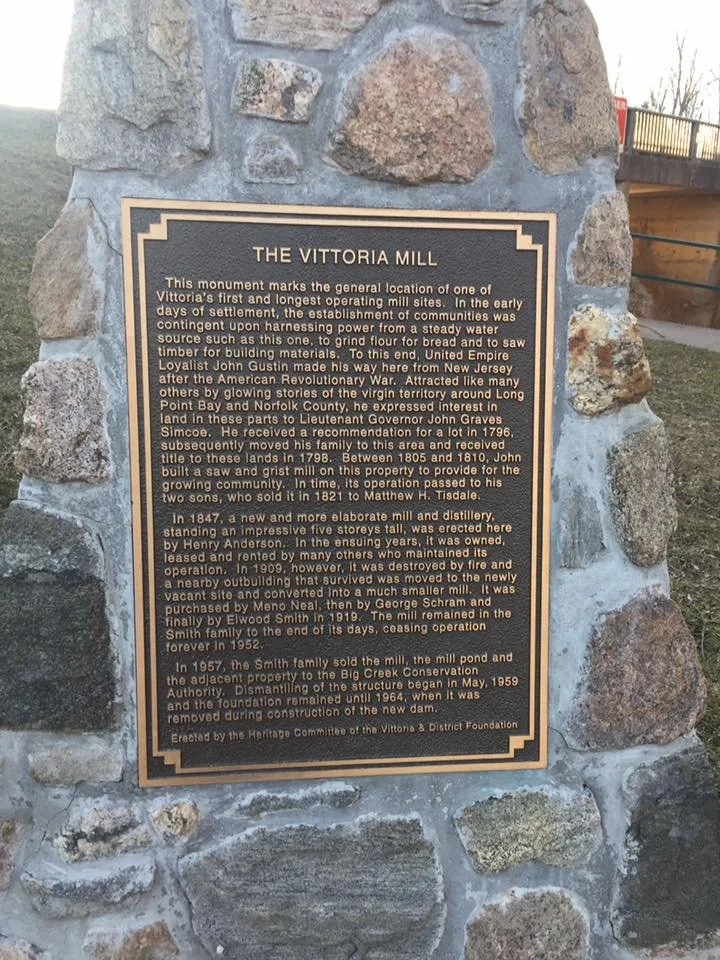 THE VITTORIA MILL
This monument marks the general location of one of
Vittoria's first and longest operating mill sites. In the early
days of settlement, the establishment of communities was
contingent upon harnessing power from a steady water
source such as this one, to grind flour for bread and to saw
timber for building materials. To this end, United Empire
Loyalist John Gustin made his way here from New Jersey
after the American Revolutionary War. Attracted like many
others by glowing stories of the virgin territory around Long
Point Bay and Norfolk County, he expressed interest in
land in these parts to Lieutenant Governor John Graves
Simcoe. He received a recommendation for a lot in 1796,
subsequently moved his family to this area and received
title to these lands in 1798. Between 1805 and 1810, John
built a saw and grist mill on this property to provide for the
growing community. In time, its operation passed to his
two sons, who sold it in 1821 to Matthew H. Tisdale.
In 1847, a new and more elaborate mill and distillery,
standing an impressive five storeys tall, was erected here
by Henry Anderson. In the ensuing years, it was owned,
leased and rented by many others who maintained its
operation. In 1909, however, it was destroyed by fire and
a nearby outbuilding that survived was moved to the newly
vacant site and converted into a much smaller mill. It was
purchased by Meno Neal, then by George Schram and
finally by Elwood Smith in 1919. The mill remained in the
Smith family to the end of its days, ceasing operation
forever in 1952.
In 1957, the Smith family sold the mill, the mill pond and
the adjacent property to the Big Creek Conservation
Authority. Dismantling of the structure began in May, 1959
and the foundation remained until 1964, when it was
removed during construction of the new dam.
Erected by the Heritage Committee of the Vittoria & District Foundation